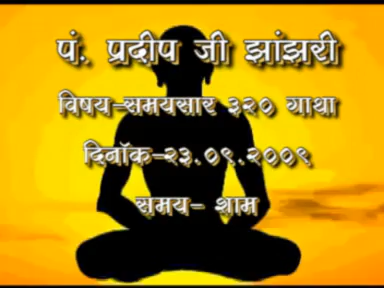 पं. प्रदीप जी झांझरी
विषय-समयसार ३२० गाथा
दिनॉक-२३.०९.२००९
समय- शाम